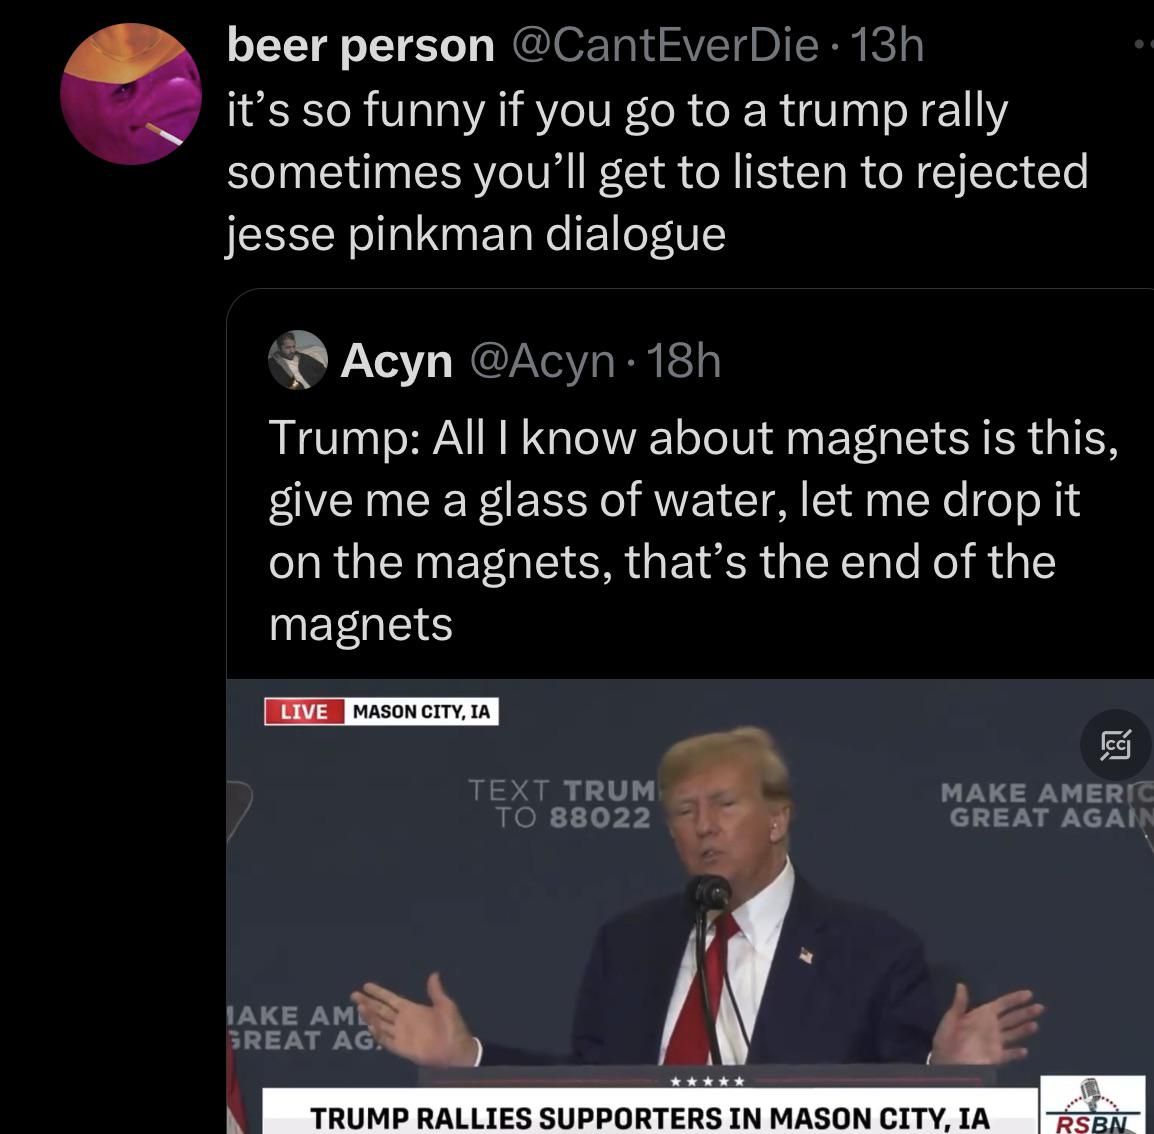 beer person @CantEverDie · 13h
it's so funny if you go to a trump rally
sometimes you'll get to listen to rejected
jesse pinkman dialogue
Acyn @Acyn · 18h
Trump: All I know about magnets is this,
give me a glass of water, let me drop it
on the magnets, that's the end of the
magnets
LIVE MASON CITY, IA
CC
TEXT TRUM
TO 88022
MAKE AMERIC
GREAT AGAIN
MAKE AM
GREAT AG
TRUMP RALLIES SUPPORTERS IN MASON CITY, IA
RSBN